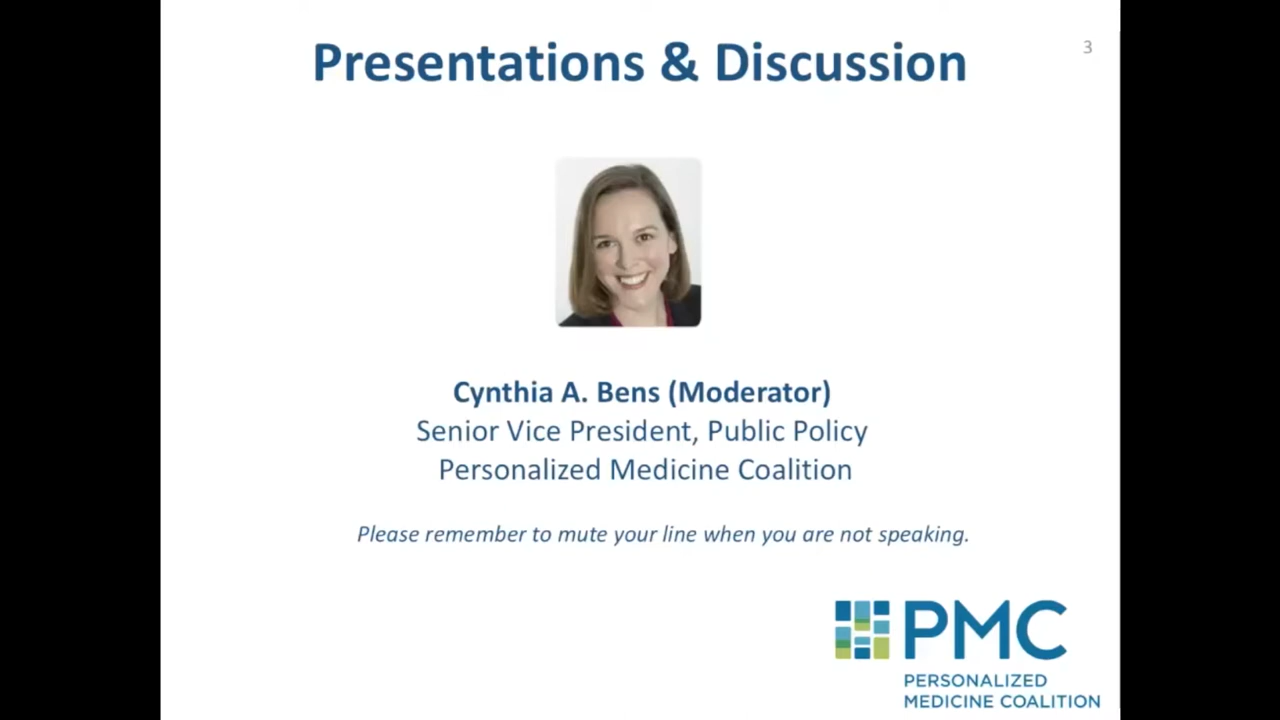 Presentations & Discussion
3
Cynthia A. Bens (Moderator)
Senior Vice President, Public Policy
Personalized Medicine Coalition
Please remember to mute your line when you are not speaking.
PMC
PERSONALIZED
MEDICINE COALITION